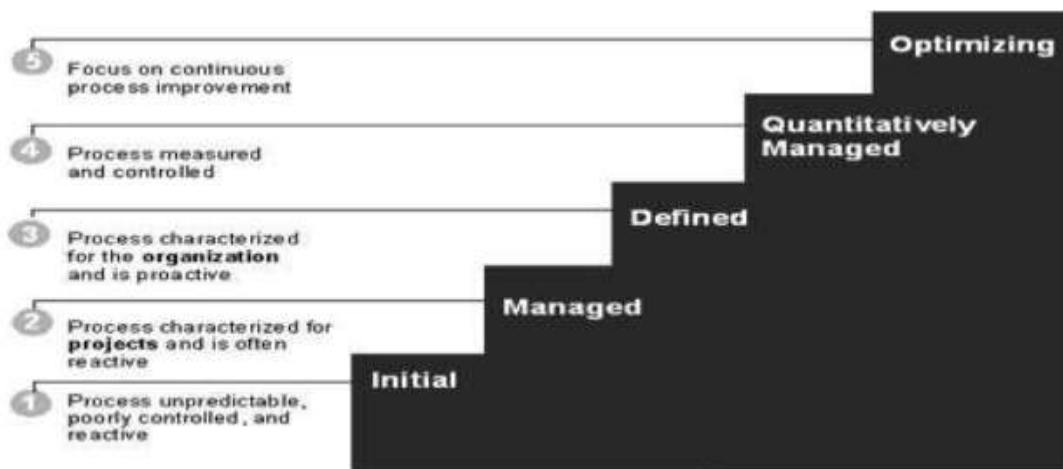 5
Optimizing
Focus on continuous
process improvement
4
Quantitatively
Managed
Process measured
and controlled
3
Defined
Process characterized
for the organization
and is proactive
2
Managed
Process characterized for
projects and is often
reactive
1
Initial
Process unpredictable,
poorly controlled, and
reactive